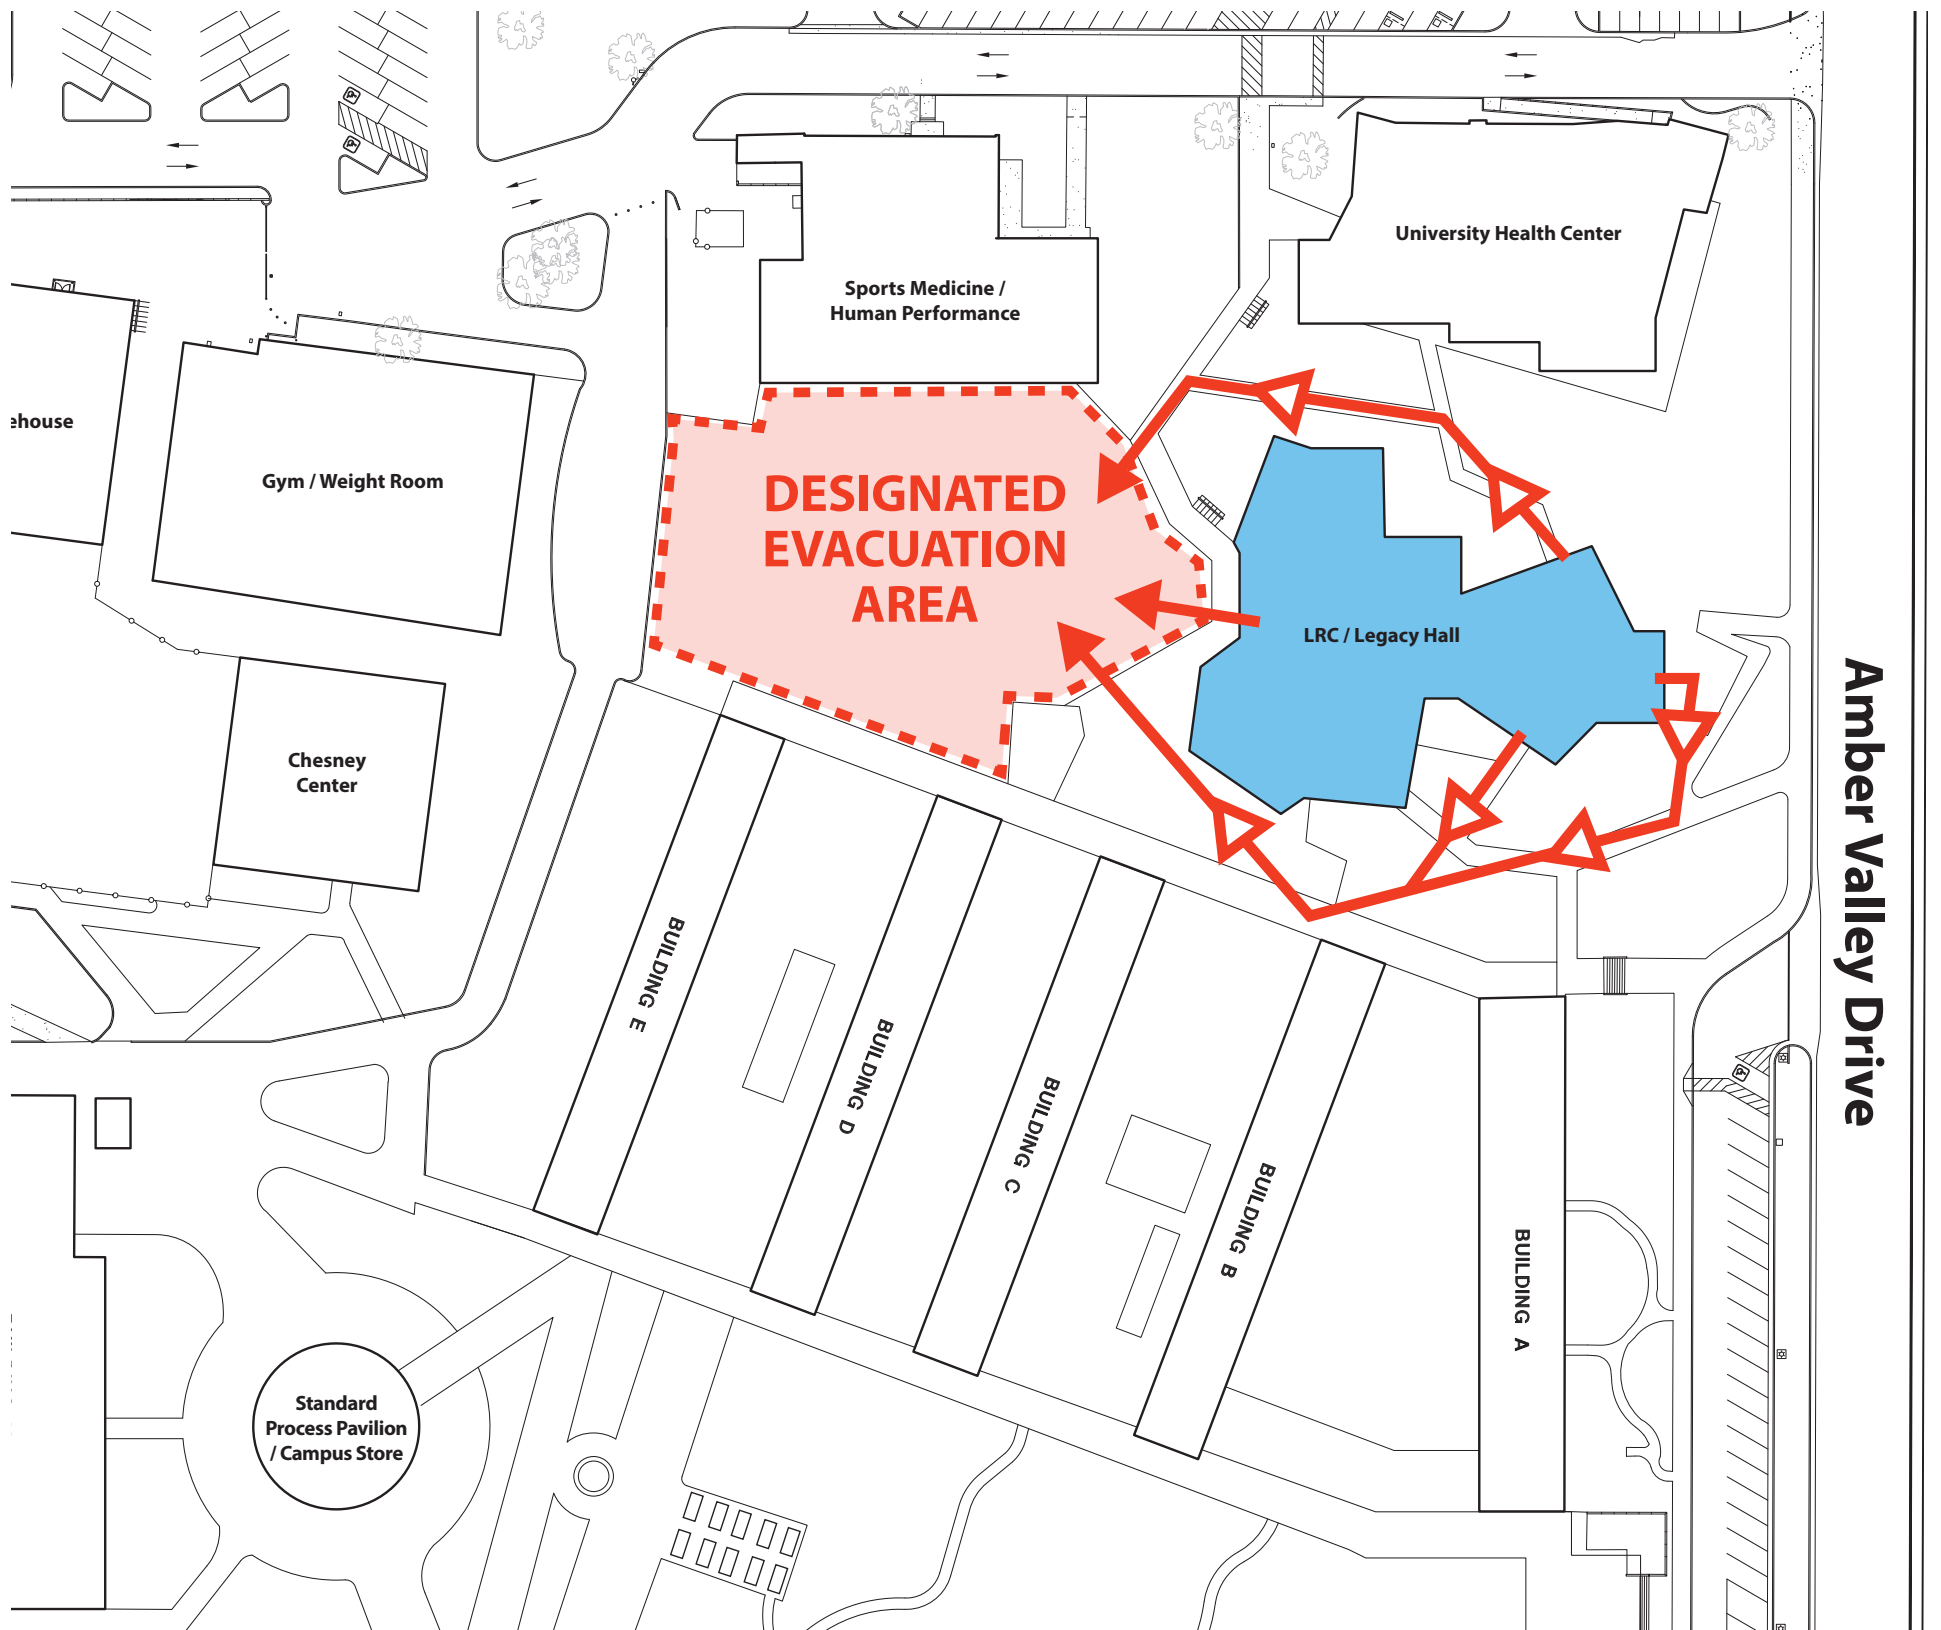 University Health Center
Sports Medicine /
Human Performance
ehouse
Gym / Weight Room
DESIGNATED
EVACUATION
AREA
LRC / Legacy Hall
Amber Valley Drive
Chesney
Center
BUILDING E
BUILDING D
BUILDING C
BUILDING B
BUILDING A
Standard
Process Pavilion
/ Campus Store